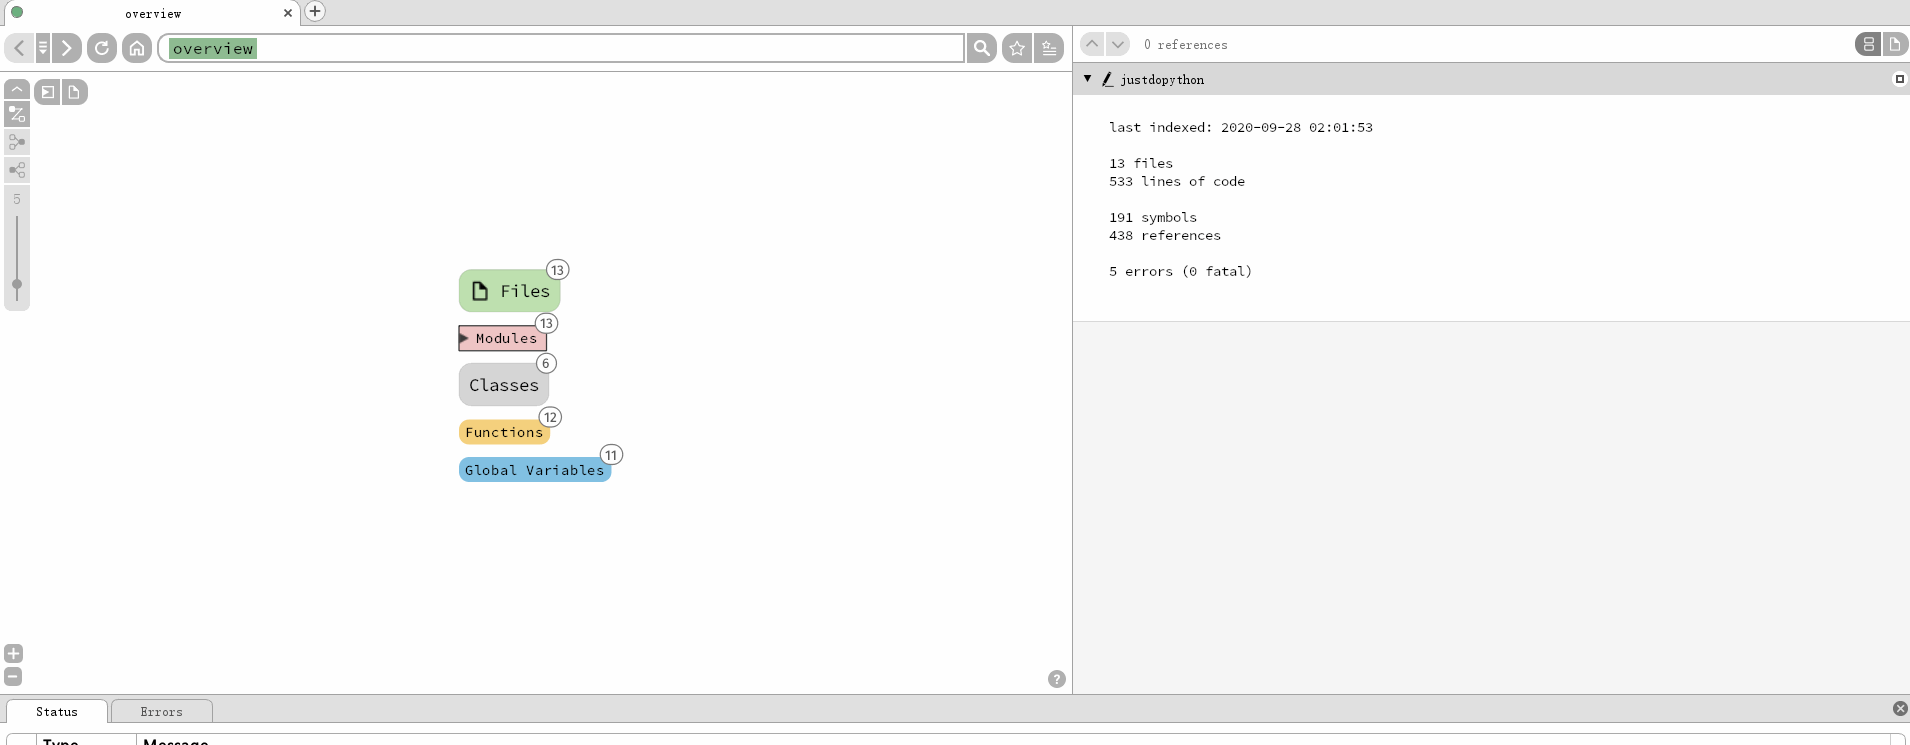 overview
overview
0 references
justdopython
last indexed: 2020-09-28 02:01:53
13 files
533 lines of code
191 symbols
438 references
5 errors (0 fatal)
5
13
Files
13
Modules
6
Classes
12
Functions
11
Global Variables
?
Status Errors
Type Message